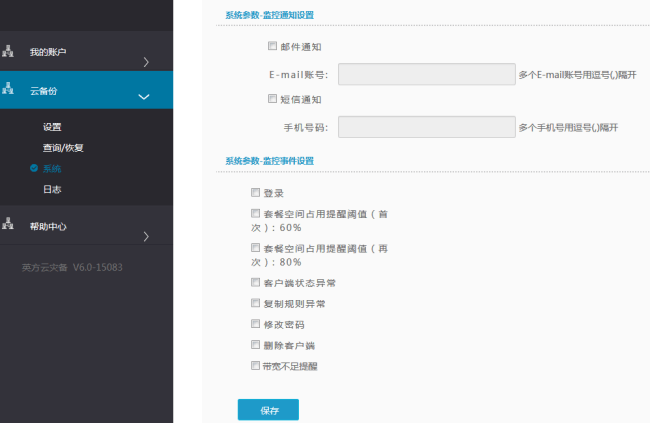 我的账户
云备份
设置
查询/恢复
系统
日志
帮助中心
英方云灾备 V6.0-15083
系统参数-监控通知设置
邮件通知
E-mail账号: 多个E-mail账号用逗号(,)隔开
短信通知
手机号码: 多个手机号用逗号(,)隔开
系统参数-监控事件设置
登录
套餐空间占用提醒阈值（首
次）: 60%
套餐空间占用提醒阈值（再
次）: 80%
客户端状态异常
复制规则异常
修改密码
删除客户端
带宽不足提醒
保存